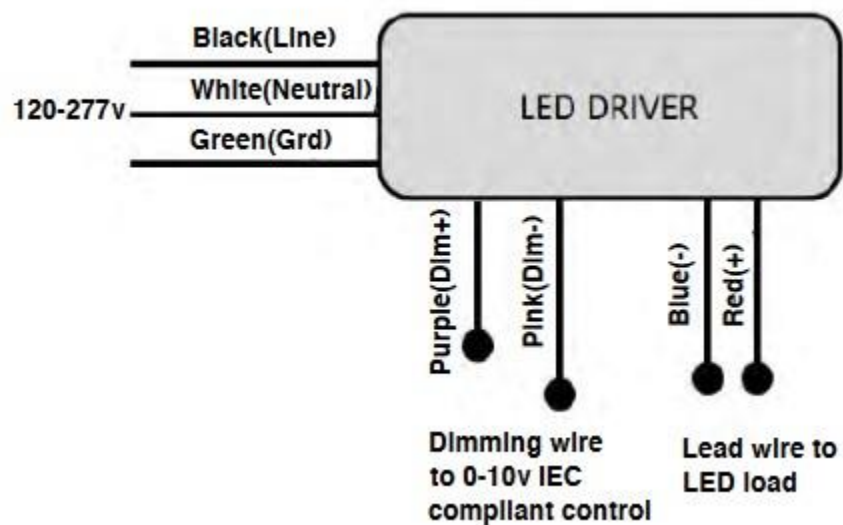 Black(Line)
White(Neutral)
120-277v
Green(Grd)
LED DRIVER
Purple(Dim+)
Pink(Dim-)
Blue(-)
Red(+)
Dimming wire
to 0-10v IEC
compliant control
Lead wire to
LED load